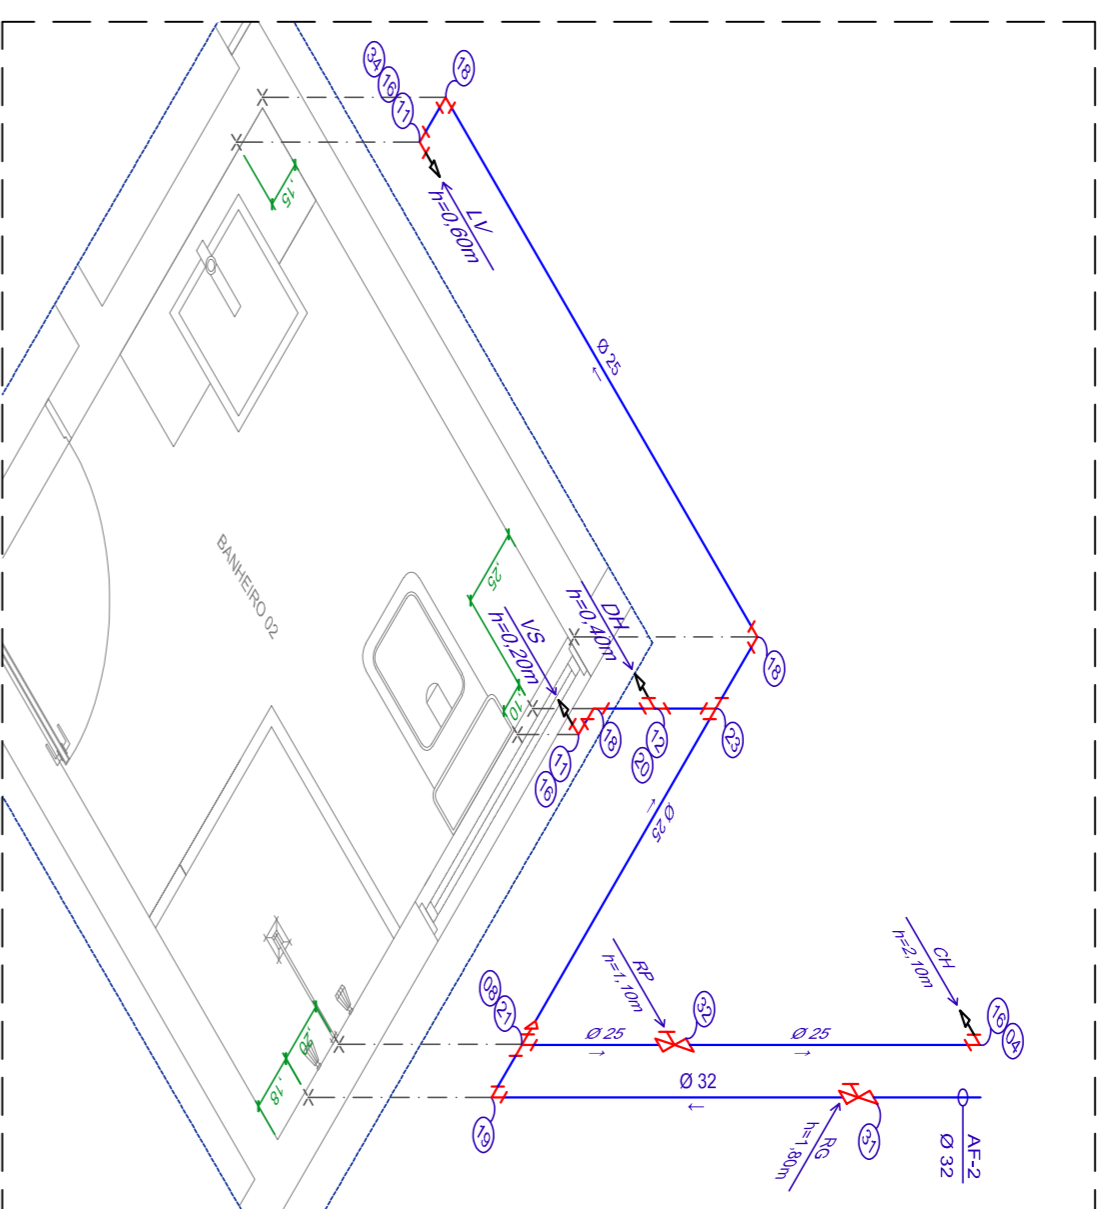 34
16
11
18
LV
h=0,60m
.15
Ø 25
BANHEIRO 02
.25
VS
h=0,20m
.10
DH
h=0,40m
18
23
12
20
18
11
16
Ø 25
CH
h=2,10m
16
04
RP
h=1,10m
32
Ø 25
Ø 25
08
21
Ø 32
19
RG
h=1,80m
31
AF-2
Ø 32
.20
.18